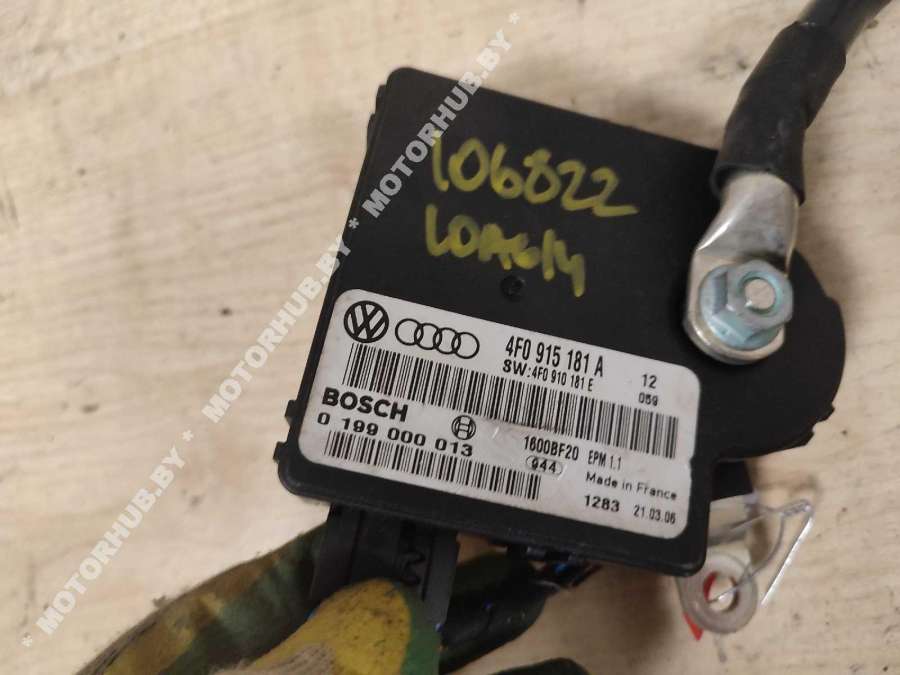 * MOTORHUB.BY * MOTORHUB.BY * MOTORHUB.BY *
106822
LOAG14
4F0 915 181 A
SW:4F0 910 181 E
12
059
BOSCH
0 199 000 013
1600BF20 EPM 1.1
944
Made in France
1283 21.03.06